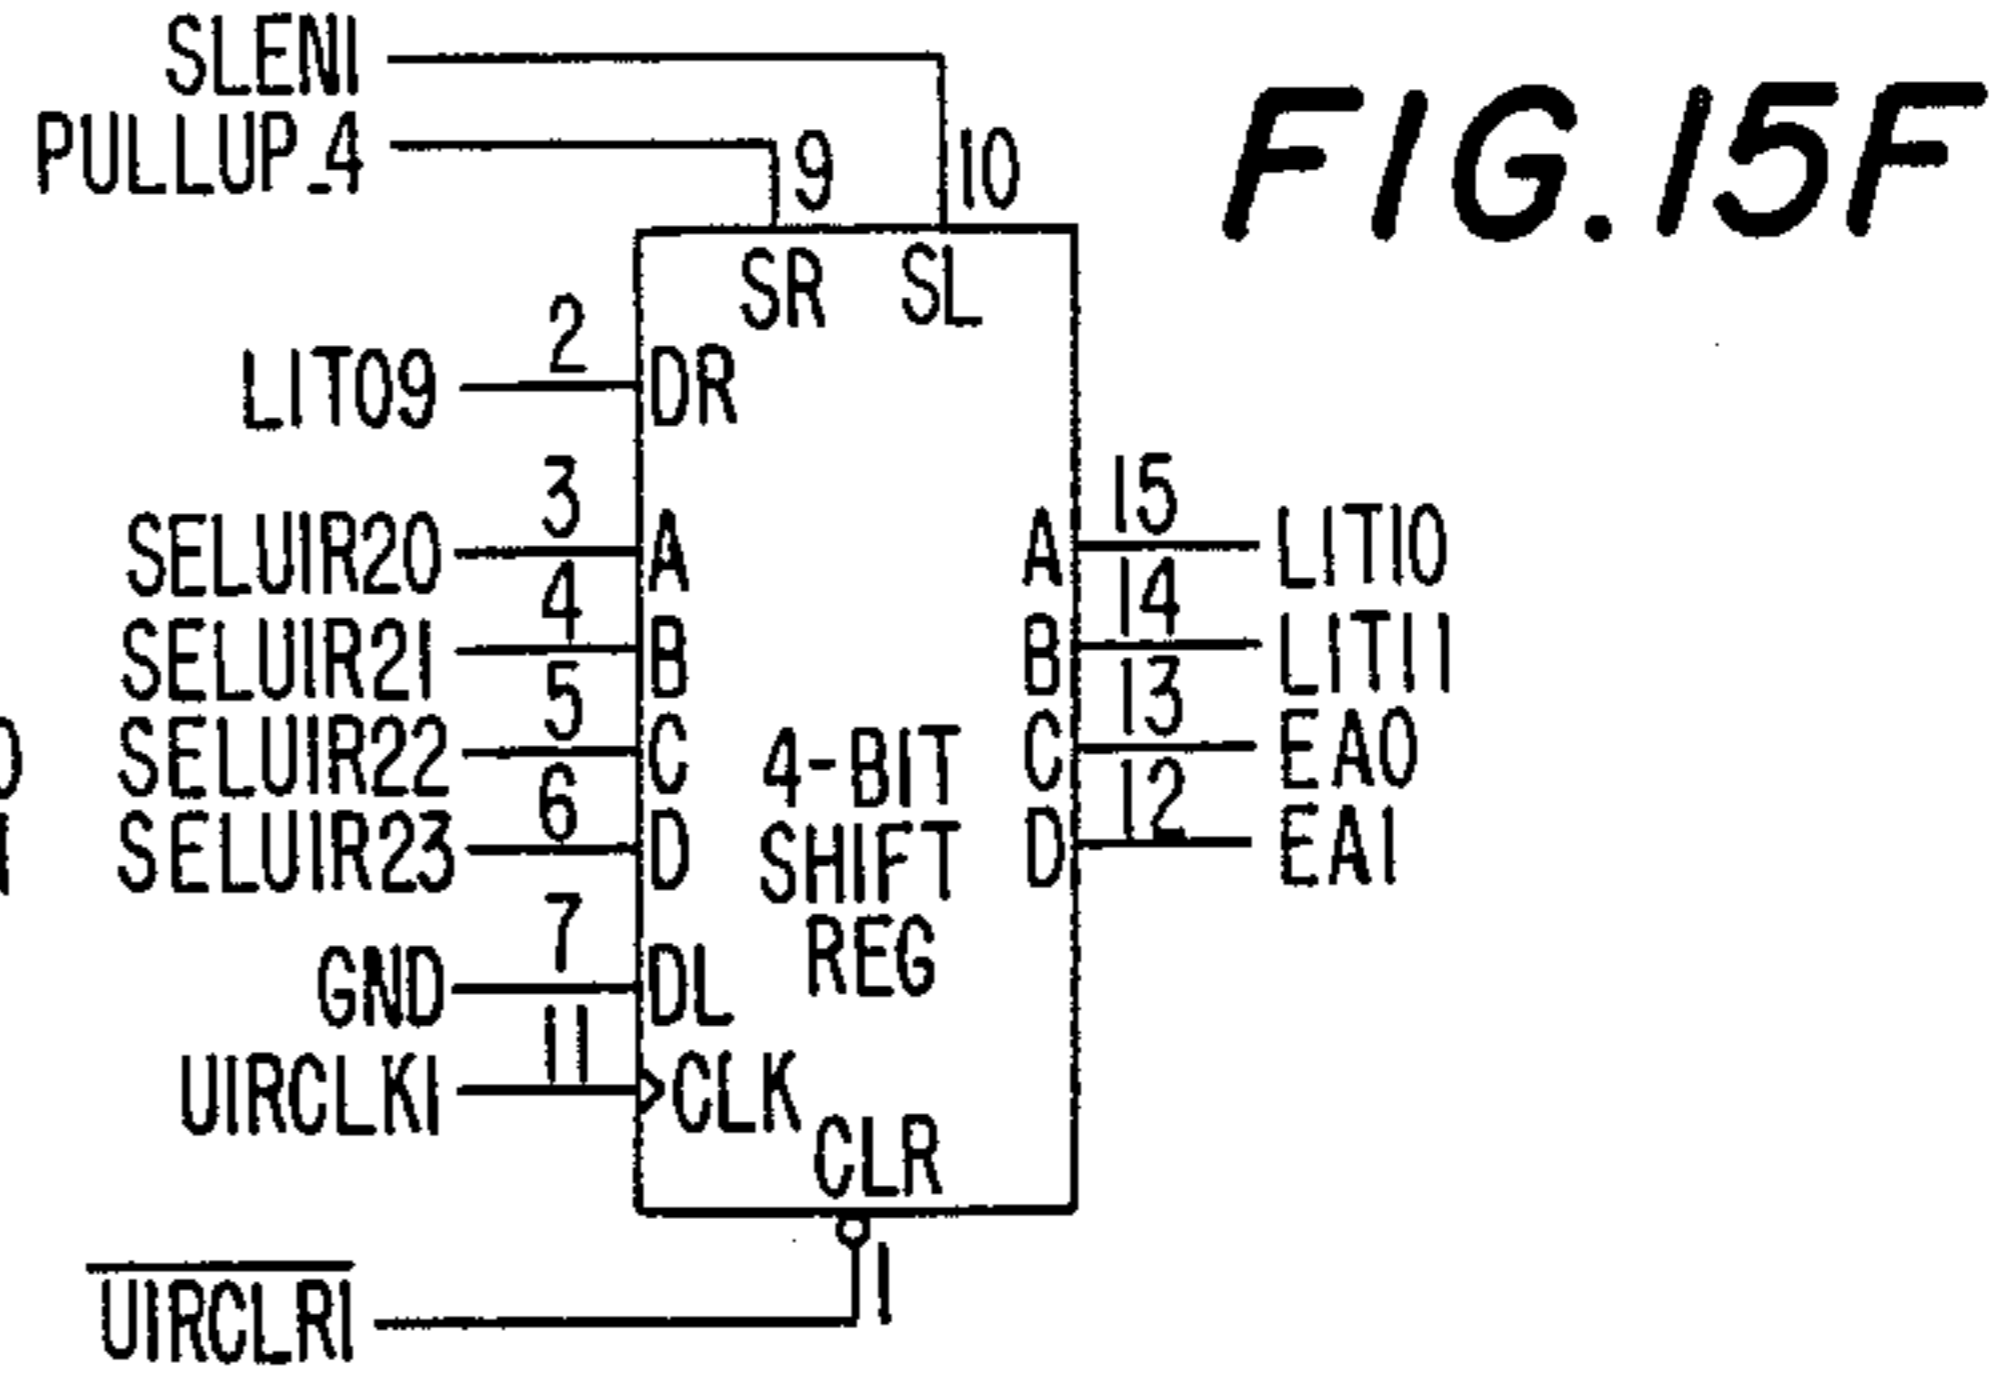 SLEN1
PULLUP_4
FIG.15F
9
10
SR SL
2
LIT09
DR
3
SELUIR20
A
4
SELUIR21
B
5
SELUIR22
C
6
SELUIR23
D
7
GND
DL
11
UIRCLK1
CLK
CLR
1
UIRCLR1
4-BIT
SHIFT
REG
15
A
LIT10
14
B
LIT11
13
C
EA0
12
D
EA1